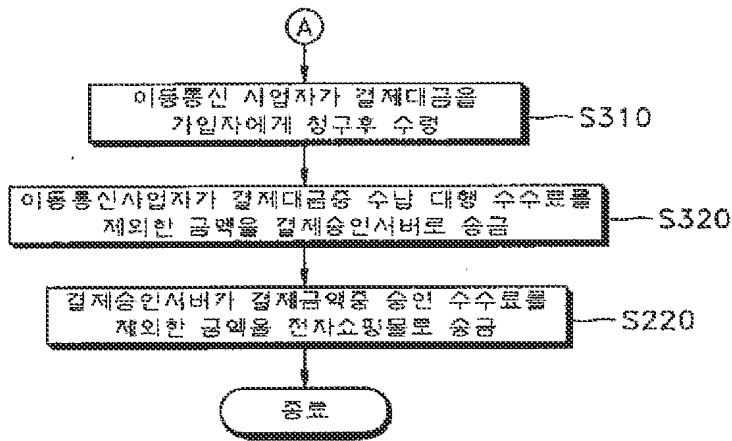 A
이동통신 사업자가 결제대금을
가입자에게 청구후 수령
S310
이동통신사업자가 결제대금중 수납 대행 수수료를
제외한 금액을 결제승인서버로 송금
S320
결제승인서버가 결제금액중 승인 수수료를
제외한 금액을 전자쇼핑몰로 송금
S220
종료